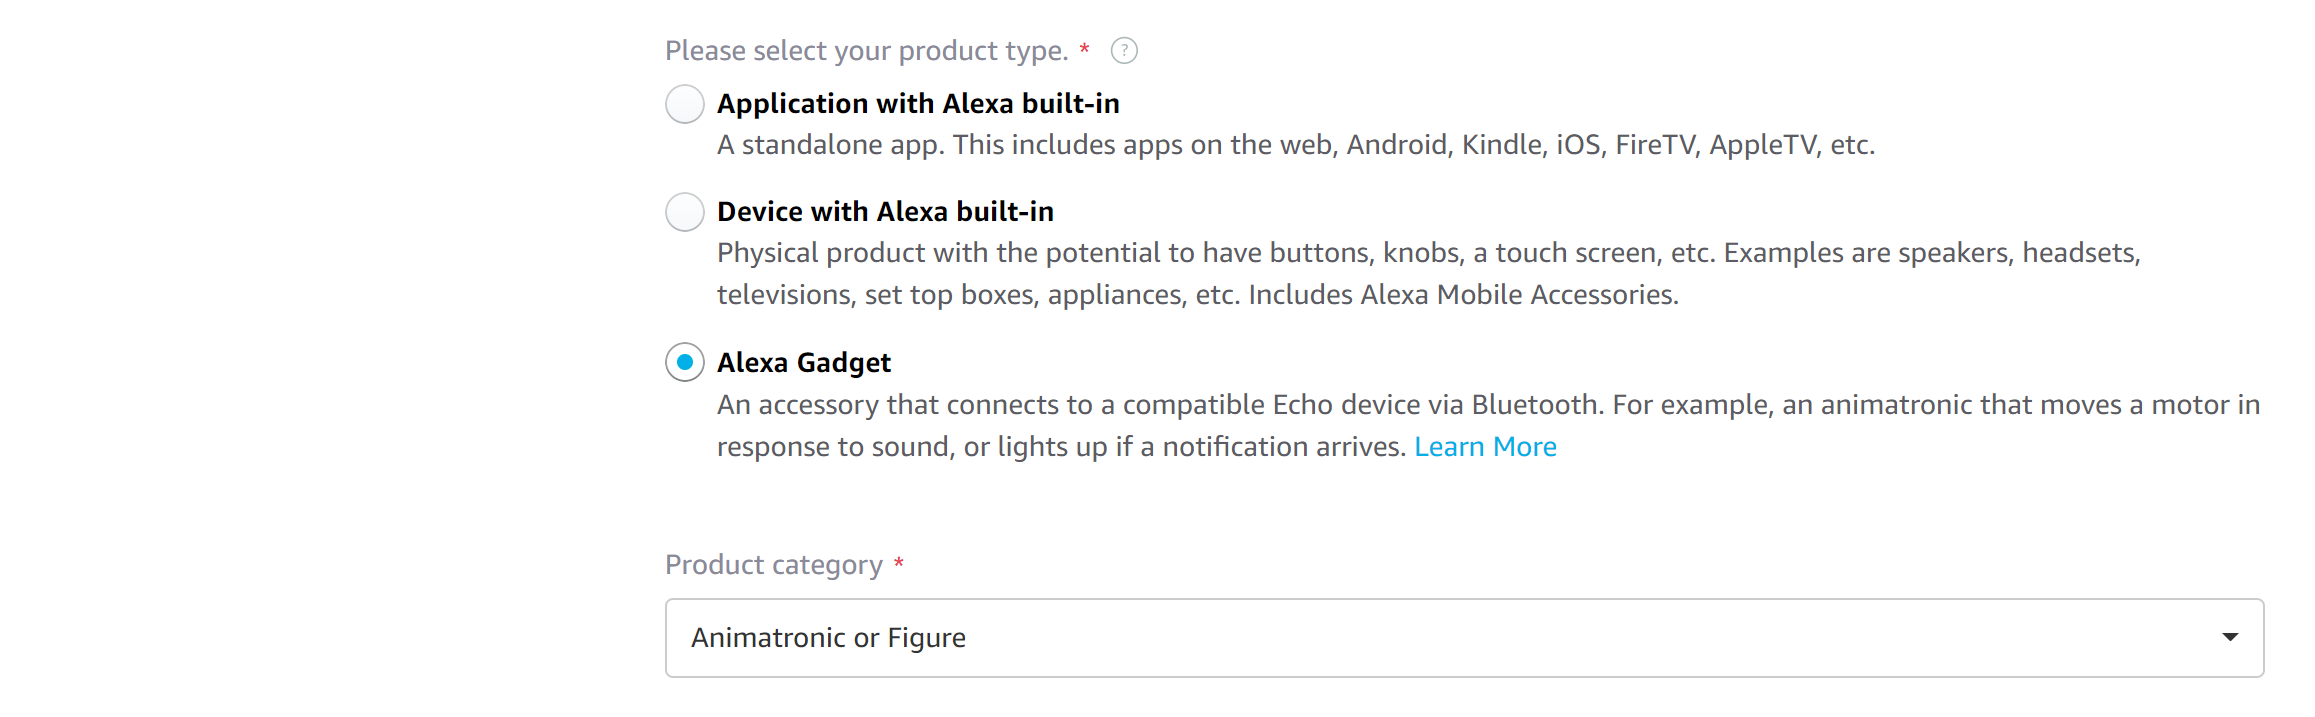 Please select your product type. * ?
Application with Alexa built-in
A standalone app. This includes apps on the web, Android, Kindle, iOS, FireTV, AppleTV, etc.
Device with Alexa built-in
Physical product with the potential to have buttons, knobs, a touch screen, etc. Examples are speakers, headsets,
televisions, set top boxes, appliances, etc. Includes Alexa Mobile Accessories.
Alexa Gadget
An accessory that connects to a compatible Echo device via Bluetooth. For example, an animatronic that moves a motor in
response to sound, or lights up if a notification arrives. Learn More
Product category *
Animatronic or Figure